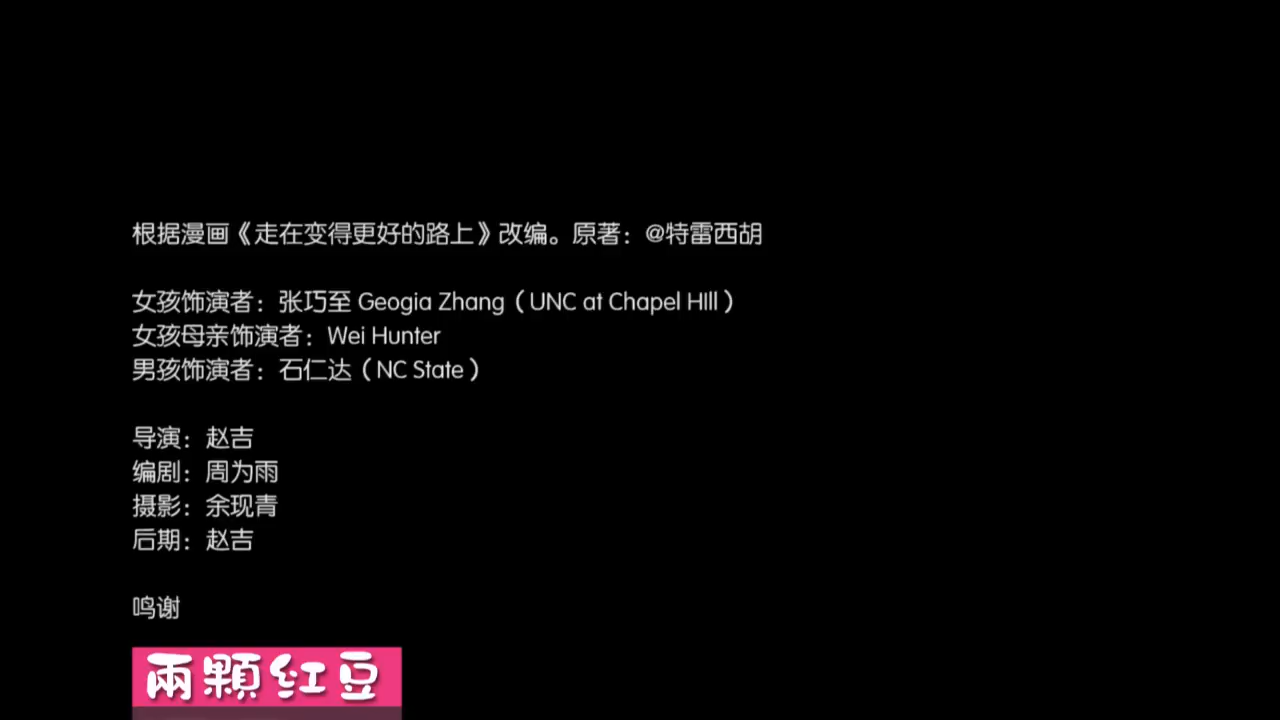 根据漫画《走在变得更好的路上》改编。原著：@特雷西胡
女孩饰演者：张巧至 Geogia Zhang（UNC at Chapel HIll）
女孩母亲饰演者：Wei Hunter
男孩饰演者：石仁达（NC State）
导演：赵吉
编剧：周为雨
摄影：余现青
后期：赵吉
鸣谢
兩顆红豆